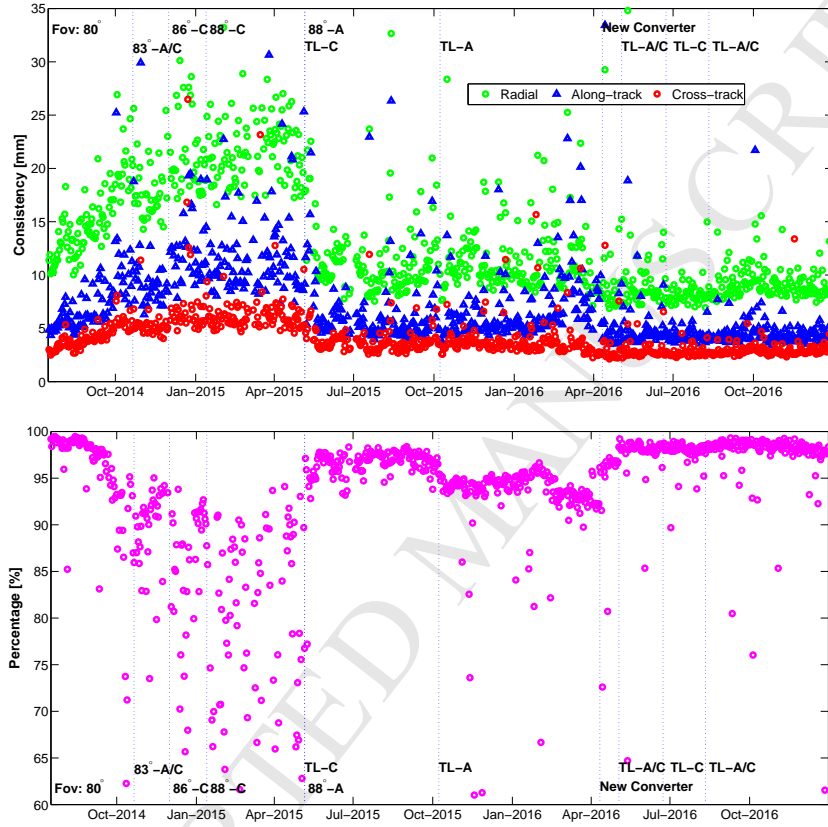 35
30
25
20
15
10
5
0
Consistency [mm]
Fov: 80°
83°−A/C
86°−C
88°−C
88°−A
TL−C
TL−A
New Converter
TL−A/C
TL−C
TL−A/C
Radial
Along−track
Cross−track
Oct−2014
Jan−2015
Apr−2015
Jul−2015
Oct−2015
Jan−2016
Apr−2016
Jul−2016
Oct−2016
100
95
90
85
80
75
70
65
60
Percentage [%]
83°−A/C
TL−C
TL−A
TL−A/C
TL−C
TL−A/C
Fov: 80°
86°−C
88°−C
88°−A
New Converter
Oct−2014
Jan−2015
Apr−2015
Jul−2015
Oct−2015
Jan−2016
Apr−2016
Jul−2016
Oct−2016
TED MANUSCR